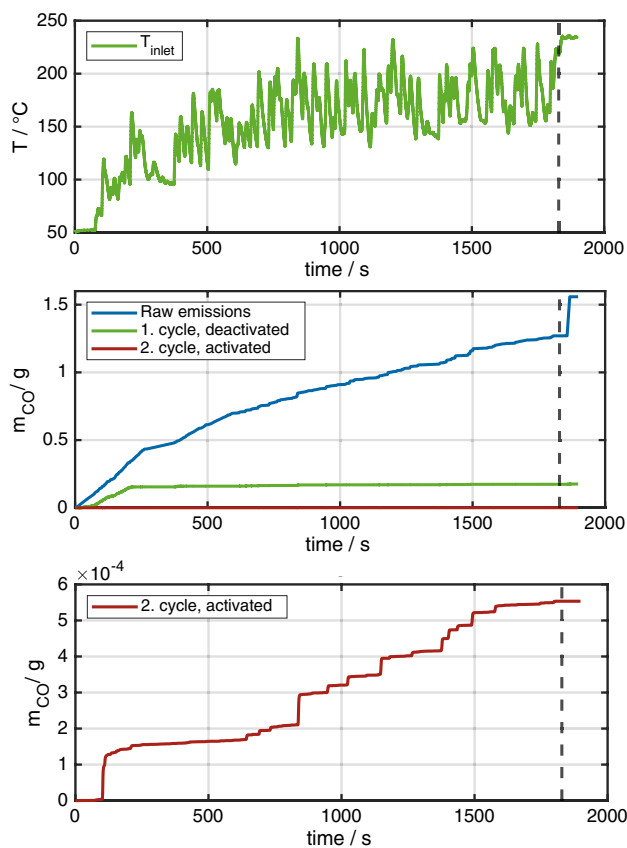 250
200
150
100
50
T / °C
T_inlet
0
500
1000
1500
2000
time / s
1.5
1
0.5
0
m_CO/ g
Raw emissions
1. cycle, deactivated
2. cycle, activated
0
500
1000
1500
2000
time / s
×10⁻⁴
6
5
4
3
2
1
0
m_CO/ g
2. cycle, activated
0
500
1000
1500
2000
time / s